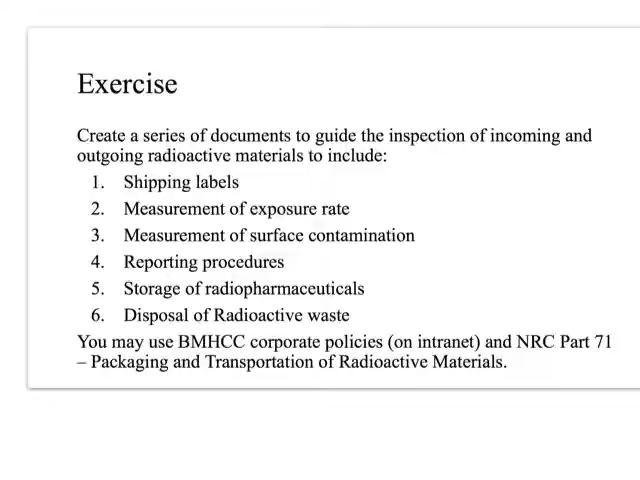 Exercise
Create a series of documents to guide the inspection of incoming and
outgoing radioactive materials to include:
1. Shipping labels
2. Measurement of exposure rate
3. Measurement of surface contamination
4. Reporting procedures
5. Storage of radiopharmaceuticals
6. Disposal of Radioactive waste
You may use BMHCC corporate policies (on intranet) and NRC Part 71
– Packaging and Transportation of Radioactive Materials.